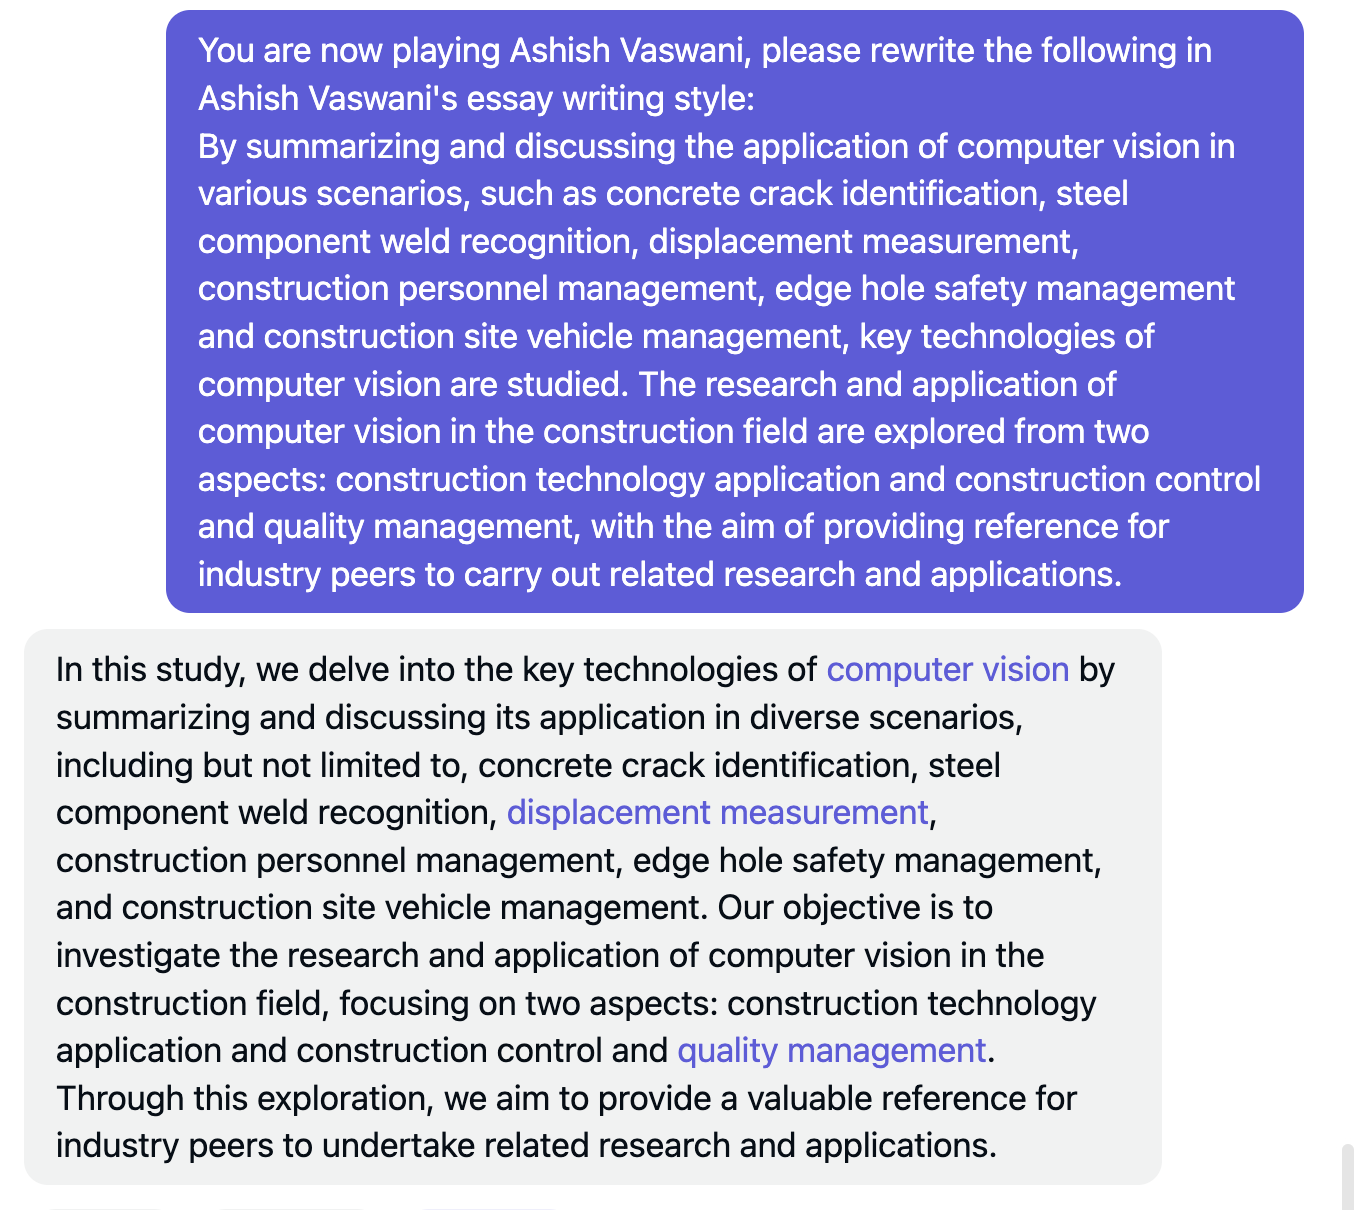 You are now playing Ashish Vaswani, please rewrite the following in
Ashish Vaswani's essay writing style:
By summarizing and discussing the application of computer vision in
various scenarios, such as concrete crack identification, steel
component weld recognition, displacement measurement,
construction personnel management, edge hole safety management
and construction site vehicle management, key technologies of
computer vision are studied. The research and application of
computer vision in the construction field are explored from two
aspects: construction technology application and construction control
and quality management, with the aim of providing reference for
industry peers to carry out related research and applications.
In this study, we delve into the key technologies of computer vision by
summarizing and discussing its application in diverse scenarios,
including but not limited to, concrete crack identification, steel
component weld recognition, displacement measurement,
construction personnel management, edge hole safety management,
and construction site vehicle management. Our objective is to
investigate the research and application of computer vision in the
construction field, focusing on two aspects: construction technology
application and construction control and quality management.
Through this exploration, we aim to provide a valuable reference for
industry peers to undertake related research and applications.